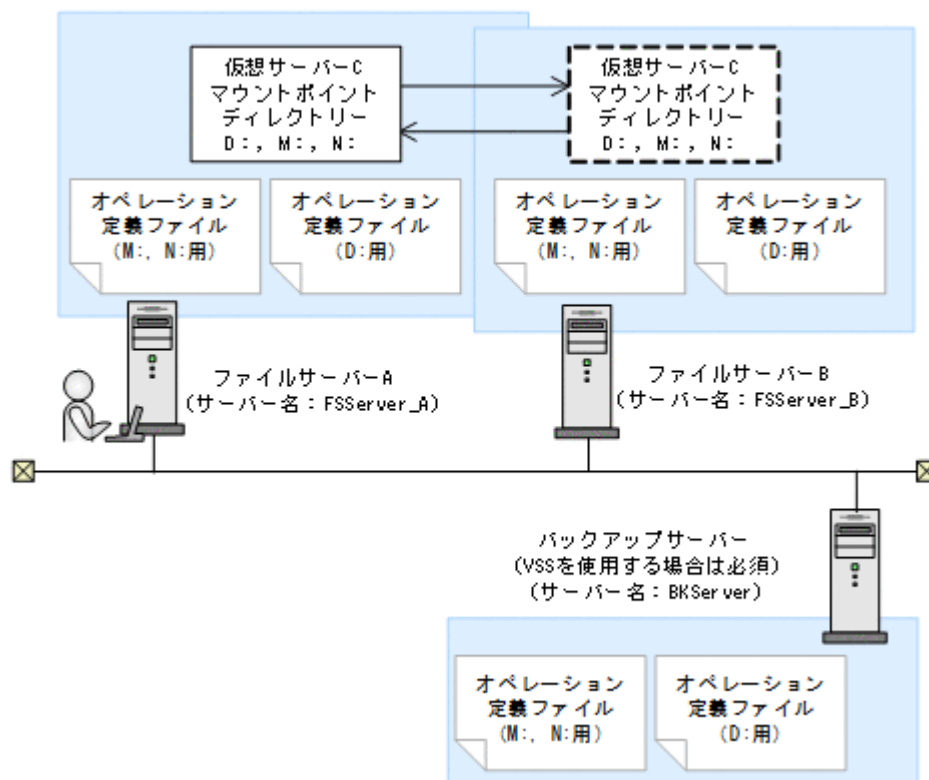 仮想サーバーC
マウントポイント
ディレクトリー
D:, M:, N:
仮想サーバーC
マウントポイント
ディレクトリー
D:, M:, N:
オペレーション
定義ファイル
(M:, N:用)
オペレーション
定義ファイル
(D:用)
オペレーション
定義ファイル
(M:, N:用)
オペレーション
定義ファイル
(D:用)
ファイルサーバーA
(サーバー名：FSServer_A)
ファイルサーバーB
(サーバー名：FSServer_B)
バックアップサーバー
(VSSを使用する場合は必須)
(サーバー名：BKServer)
オペレーション
定義ファイル
(M:, N:用)
オペレーション
定義ファイル
(D:用)